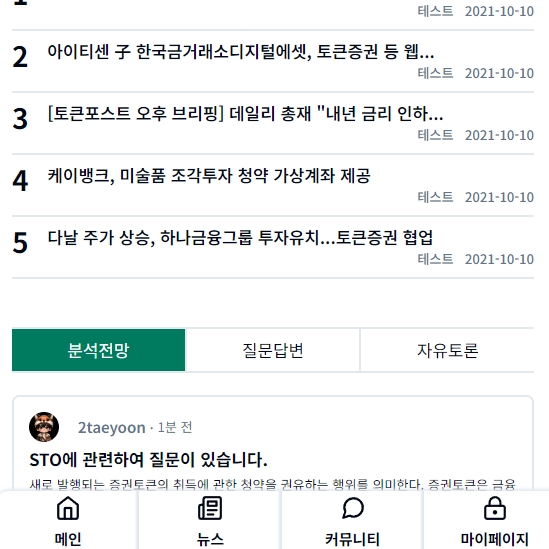 테스트 2021-10-10
2 아이티센 子 한국금거래소디지털에셋, 토큰증권 등 웹...
테스트 2021-10-10
3 [토큰포스트 오후 브리핑] 데일리 총재 "내년 금리 인하...
테스트 2021-10-10
4 케이뱅크, 미술품 조각투자 청약 가상계좌 제공
테스트 2021-10-10
5 다날 주가 상승, 하나금융그룹 투자유치...토큰증권 협업
테스트 2021-10-10
분석전망 질문답변 자유토론
2taeyoon · 1분 전
STO에 관련하여 질문이 있습니다.
새로 발행되는 증권토큰의 취득에 관한 청약을 권유하는 행위를 의미한다. 증권토큰은 금융
메인 뉴스 커뮤니티 마이페이지